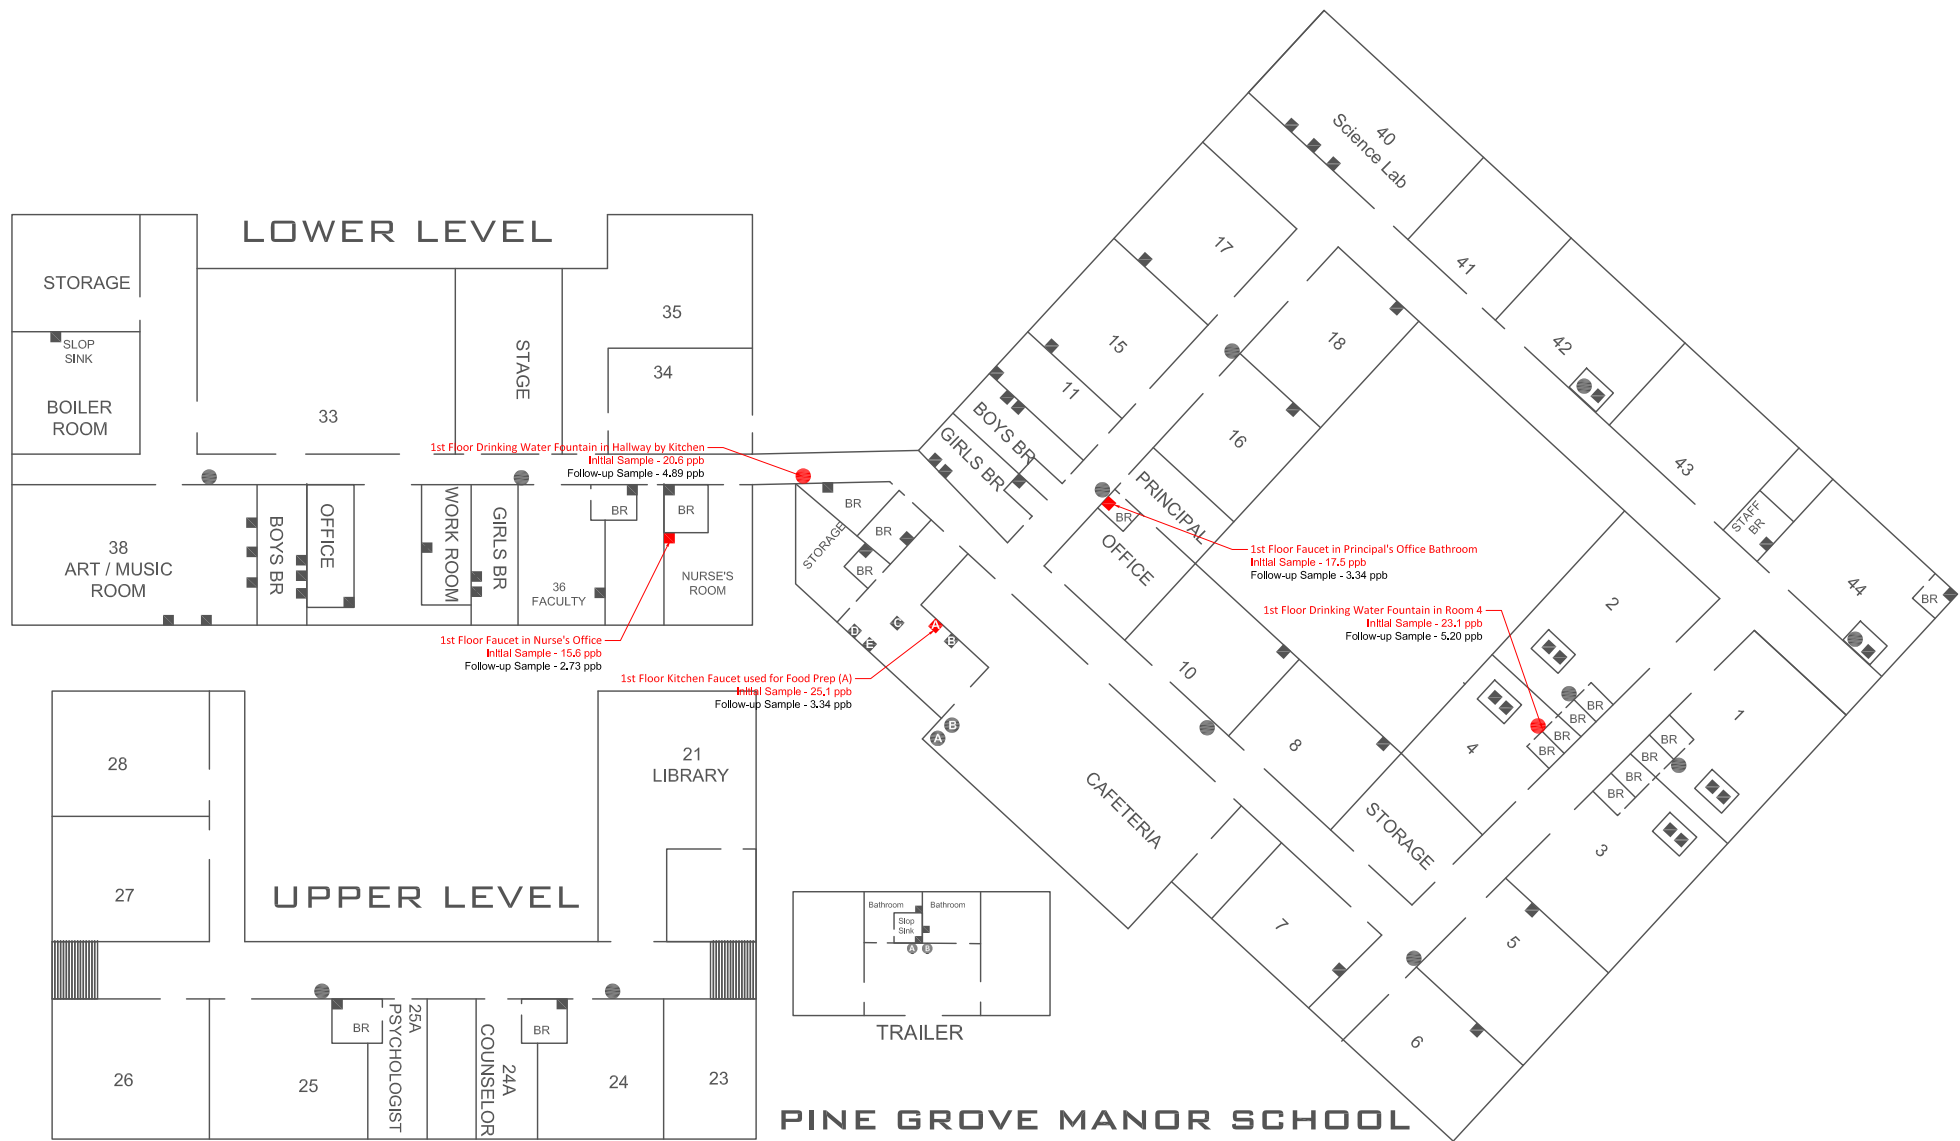 LOWER LEVEL
STORAGE
SLOP
SINK
BOILER
ROOM
33
STAGE
35
34
1st Floor Drinking Water Fountain in Hallway by Kitchen
Initial Sample - 20.6 ppb
Follow-up Sample - 4.89 ppb
38
ART / MUSIC
ROOM
BOYS BR
OFFICE
WORK ROOM
GIRLS BR
36
FACULTY
BR
BR
NURSE'S
ROOM
1st Floor Faucet in Nurse's Office
Initial Sample - 15.6 ppb
Follow-up Sample - 2.73 ppb
BR
BR
BR
STORAGE
D
E
C
A
B
1st Floor Kitchen Faucet used for Food Prep (A)
Initial Sample - 25.1 ppb
Follow-up Sample - 3.34 ppb
B
A
CAFETERIA
40
Science Lab
17
15
11
BOYS BR
GIRLS BR
18
16
PRINCIPAL
BR
OFFICE
1st Floor Faucet in Principal's Office Bathroom
Initial Sample - 17.5 ppb
Follow-up Sample - 3.34 ppb
41
42
43
STAFF
BR
44
BR
1st Floor Drinking Water Fountain in Room 4
Initial Sample - 23.1 ppb
Follow-up Sample - 5.20 ppb
2
10
8
4
BR
BR
BR
BR
1
BR
BR
BR
BR
3
STORAGE
7
5
6
28
27
21
LIBRARY
UPPER LEVEL
26
25
BR
25A
PSYCHOLOGIST
24A
COUNSELOR
BR
24
23
Bathroom
Bathroom
Slop
Sink
A
B
TRAILER
PINE GROVE MANOR SCHOOL